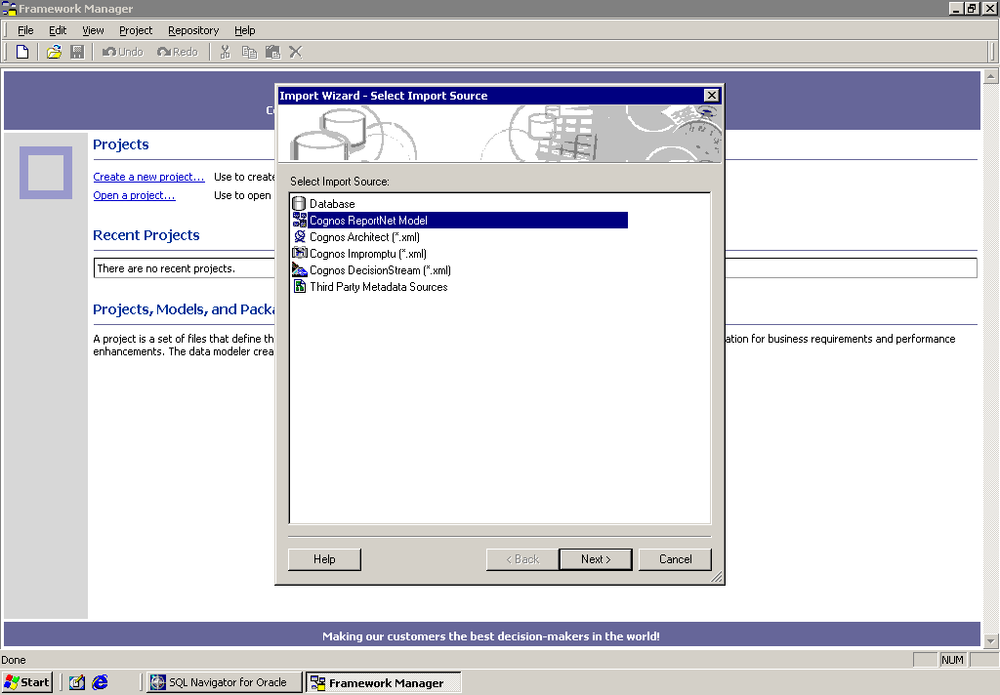 Framework Manager
File Edit View Project Repository Help
Undo Redo
Import Wizard - Select Import Source
Projects
Create a new project... Use to create
Open a project... Use to open
Recent Projects
There are no recent projects.
Projects, Models, and Packa
A project is a set of files that define th
ation for business requirements and performance
enhancements. The data modeler crea
Select Import Source:
Database
Cognos ReportNet Model
Cognos Architect (*.xml)
Cognos Impromptu (*.xml)
Cognos DecisionStream (*.xml)
Third Party Metadata Sources
Help < Back Next > Cancel
Making our customers the best decision-makers in the world!
Done NUM
Start SQL Navigator for Oracle Framework Manager